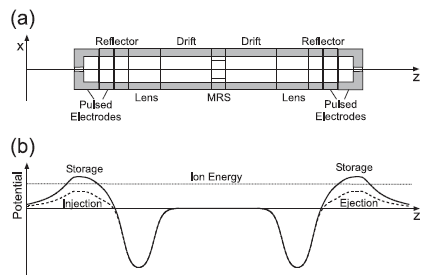 (a)
x
Reflector Drift Drift Reflector
z
Pulsed Electrodes Lens MRS Lens Pulsed Electrodes
(b)
Potential
Storage Ion Energy Storage
Injection Ejection
z